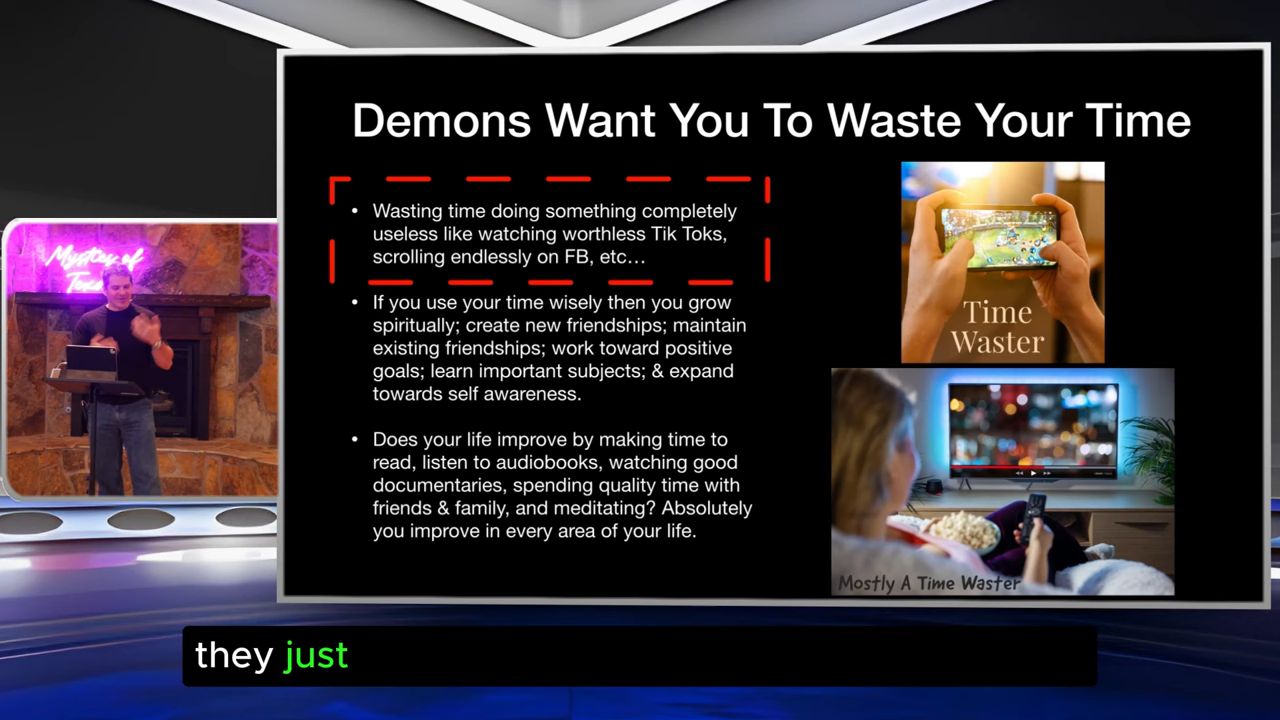 Demons Want You To Waste Your Time
Mystics of
Texas
• Wasting time doing something completely
useless like watching worthless Tik Toks,
scrolling endlessly on FB, etc…
• If you use your time wisely then you grow
spiritually; create new friendships; maintain
existing friendships; work toward positive
goals; learn important subjects; & expand
towards self awareness.
• Does your life improve by making time to
read, listen to audiobooks, watching good
documentaries, spending quality time with
friends & family, and meditating? Absolutely
you improve in every area of your life.
Time
Waster
Mostly A Time Waster
they just